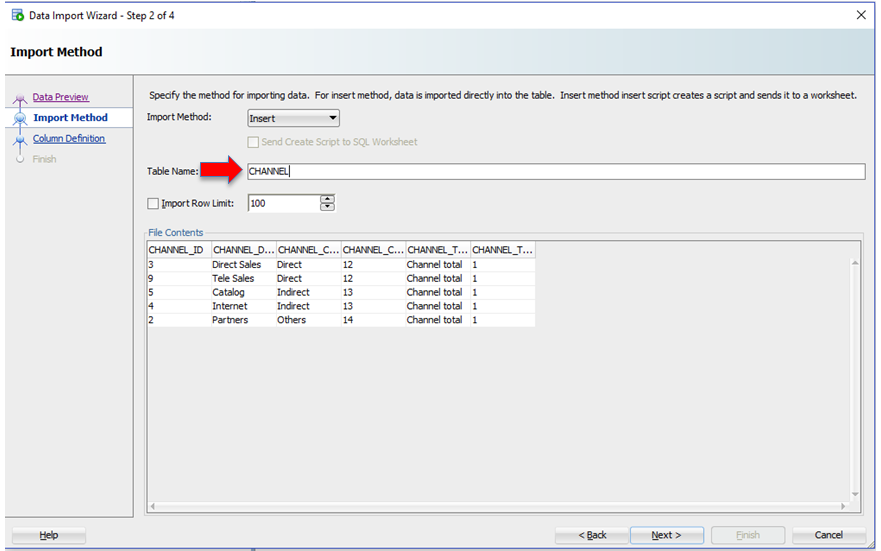 Data Import Wizard - Step 2 of 4
Import Method
Data Preview
Import Method
Column Definition
Finish
Specify the method for importing data. For insert method, data is imported directly into the table. Insert method insert script creates a script and sends it to a worksheet.
Import Method: Insert
Send Create Script to SQL Worksheet
Table Name: CHANNEL
Import Row Limit: 100
File Contents
CHANNEL_ID CHANNEL_D... CHANNEL_C... CHANNEL_C... CHANNEL_T... CHANNEL_T...
3 Direct Sales Direct 12 Channel total 1
9 Tele Sales Direct 12 Channel total 1
5 Catalog Indirect 13 Channel total 1
4 Internet Indirect 13 Channel total 1
2 Partners Others 14 Channel total 1
Help < Back Next > Finish Cancel